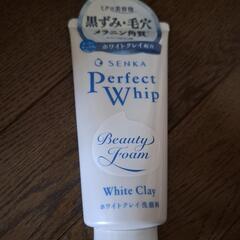 黒ずみ・毛穴
メラニン角質
ホワイトクレイ配合
SENKA
Perfect
Whip
Beauty
Foam
White Clay
ホワイトクレイ洗顔料